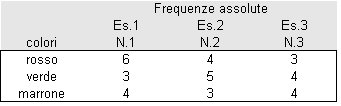 Frequenze assolute
Es.1 Es.2 Es.3
colori N.1 N.2 N.3
rosso 6 4 3
verde 3 5 4
marrone 4 3 4